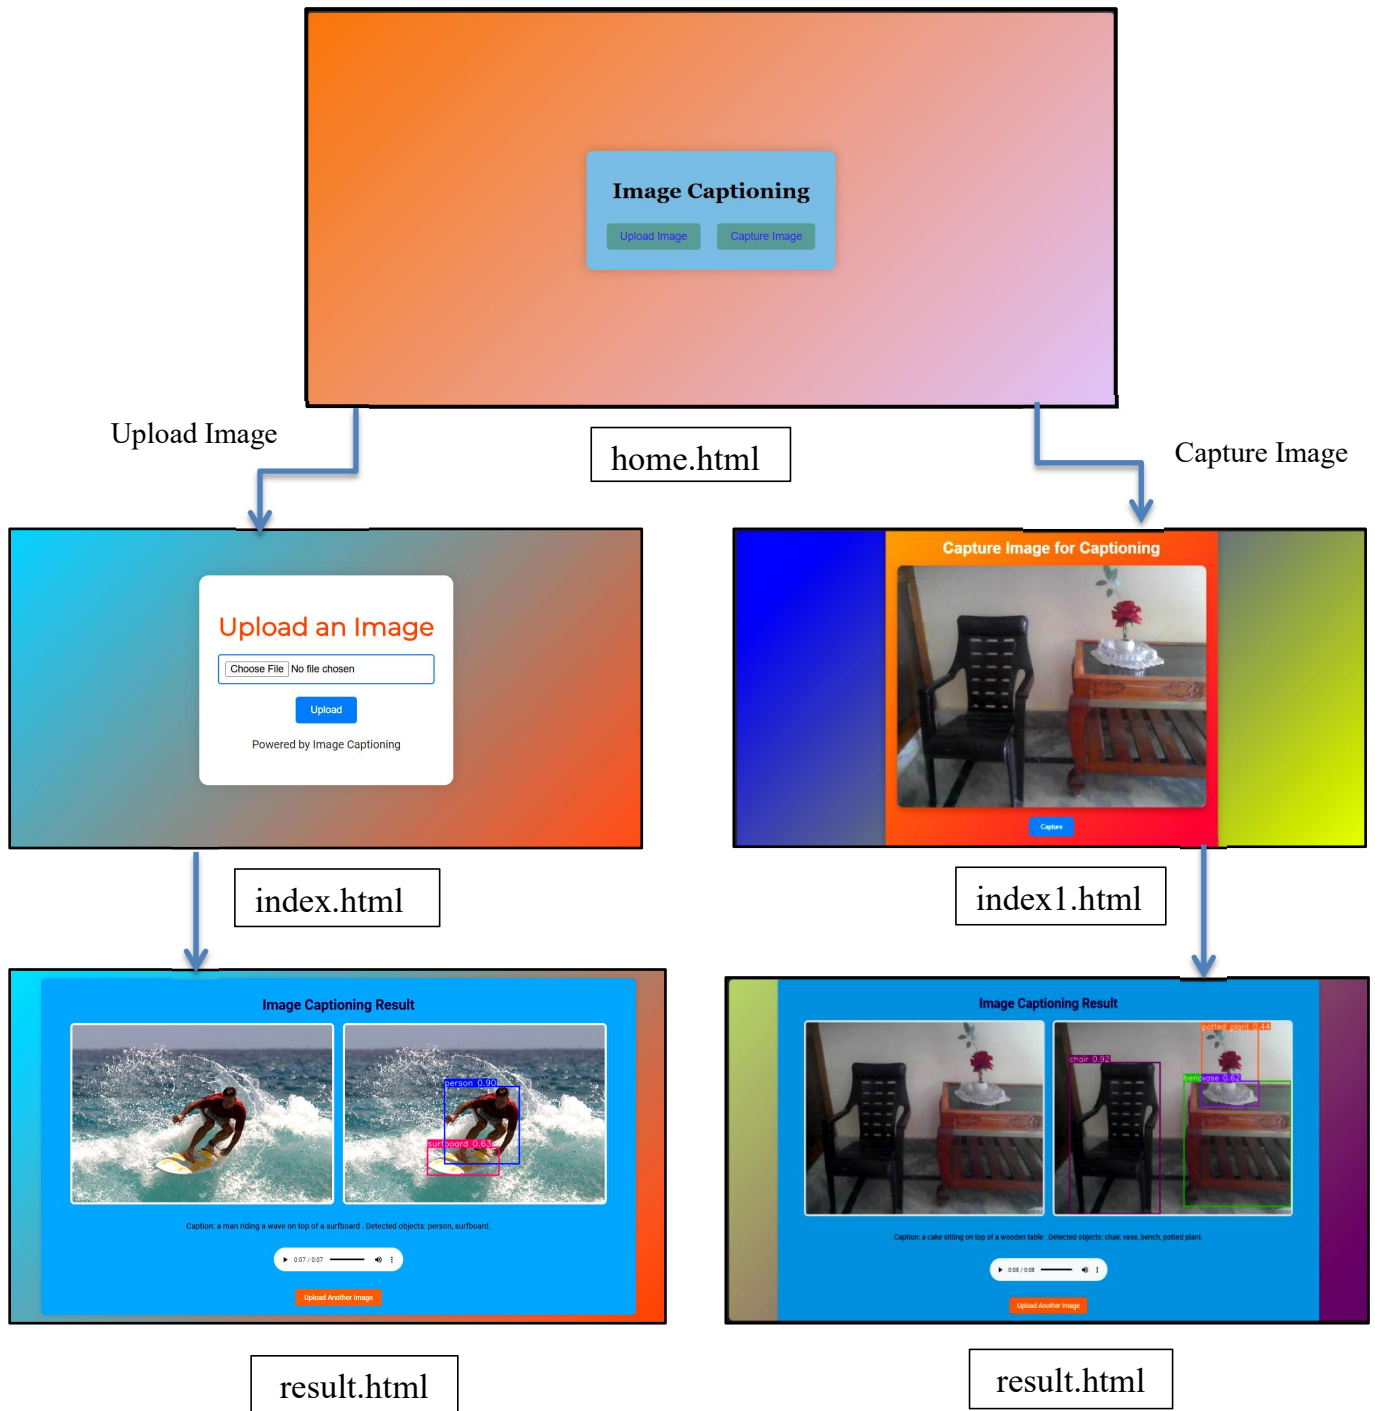 Image Captioning
Upload Image
Capture Image
Upload Image
home.html
Capture Image
Upload an Image
Choose File No file chosen
Upload
Powered by Image Captioning
index.html
Capture Image for Captioning
Capture
index1.html
Image Captioning Result
person 0.90
surfboard 0.63
Caption: a man riding a wave on top of a surfboard . Detected objects: person, surfboard.
0:07 / 0:07
Upload Another Image
result.html
Image Captioning Result
potted plant 0.44
chair 0.92
vase 0.62
Caption: a cake sitting on top of a wooden table . Detected objects: chair, vase, bench, potted plant.
0:08 / 0:08
Upload Another Image
result.html